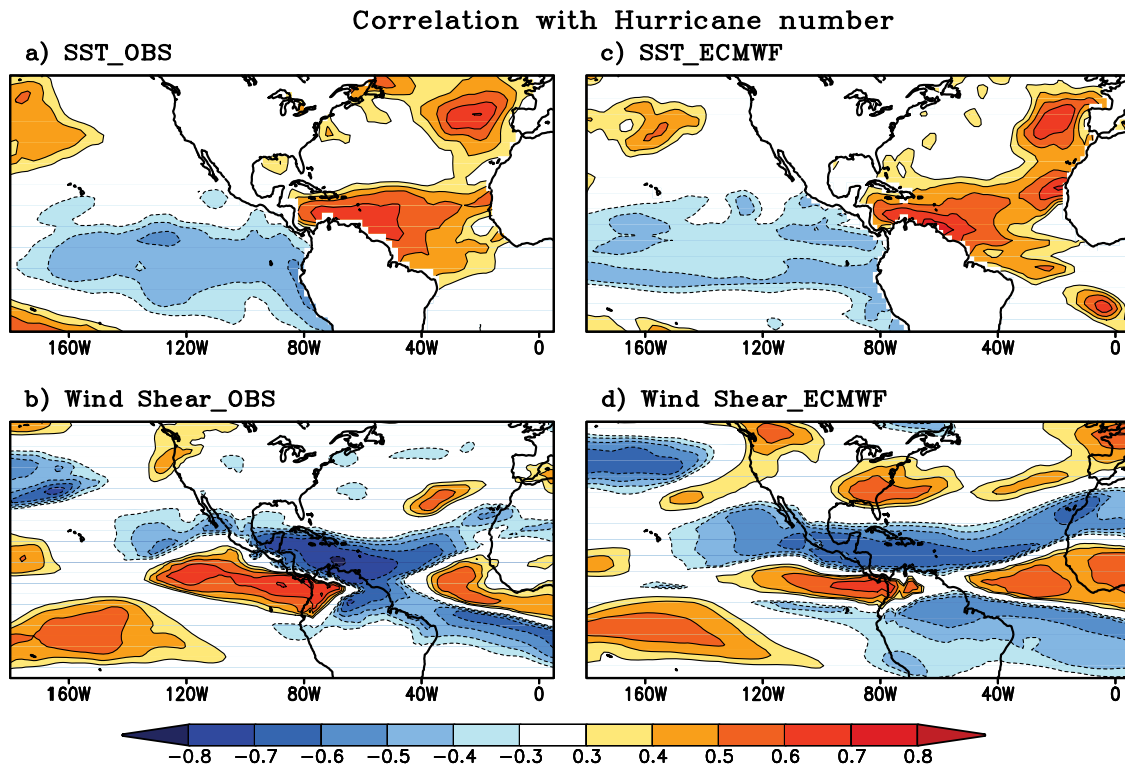 Correlation with Hurricane number
a) SST_OBS
c) SST_ECMWF
160W 120W 80W 40W 0
160W 120W 80W 40W 0
b) Wind Shear_OBS
d) Wind Shear_ECMWF
160W 120W 80W 40W 0
160W 120W 80W 40W 0
−0.8 −0.7 −0.6 −0.5 −0.4 −0.3 0.3 0.4 0.5 0.6 0.7 0.8